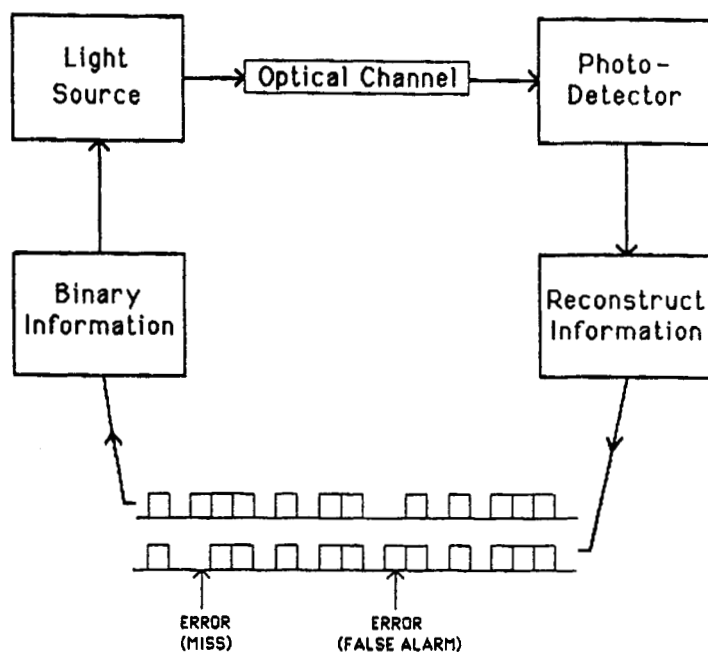 Light
Source
Optical Channel
Photo-
Detector
Binary
Information
Reconstruct
Information
ERROR
(MISS)
ERROR
(FALSE ALARM)